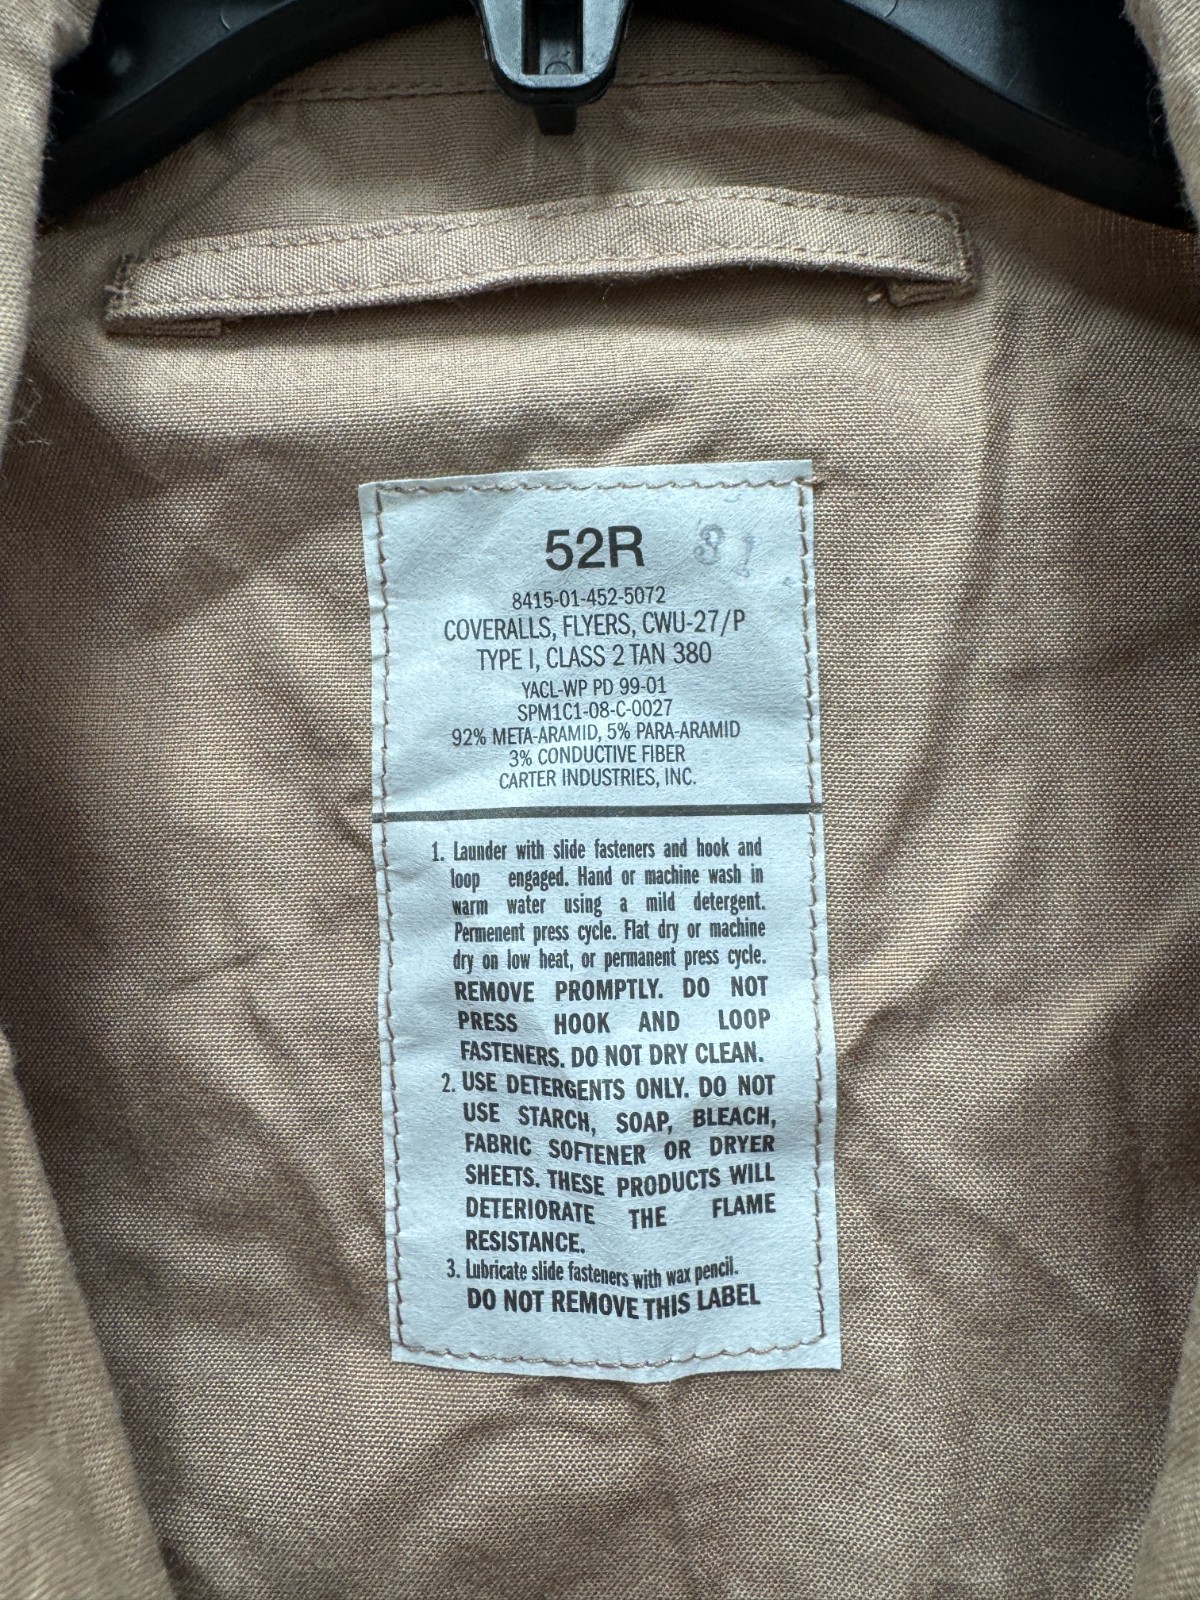 52R 81
8415-01-452-5072
COVERALLS, FLYERS, CWU-27/P
TYPE I, CLASS 2 TAN 380
YACL-WP PD 99-01
SPM1C1-08-C-0027
92% META-ARAMID, 5% PARA-ARAMID
3% CONDUCTIVE FIBER
CARTER INDUSTRIES, INC.
1. Launder with slide fasteners and hook and
loop engaged. Hand or machine wash in
warm water using a mild detergent.
Permenent press cycle. Flat dry or machine
dry on low heat, or permanent press cycle.
REMOVE PROMPTLY. DO NOT
PRESS HOOK AND LOOP
FASTENERS. DO NOT DRY CLEAN.
2. USE DETERGENTS ONLY. DO NOT
USE STARCH, SOAP, BLEACH,
FABRIC SOFTENER OR DRYER
SHEETS. THESE PRODUCTS WILL
DETERIORATE THE FLAME
RESISTANCE.
3. Lubricate slide fasteners with wax pencil.
DO NOT REMOVE THIS LABEL